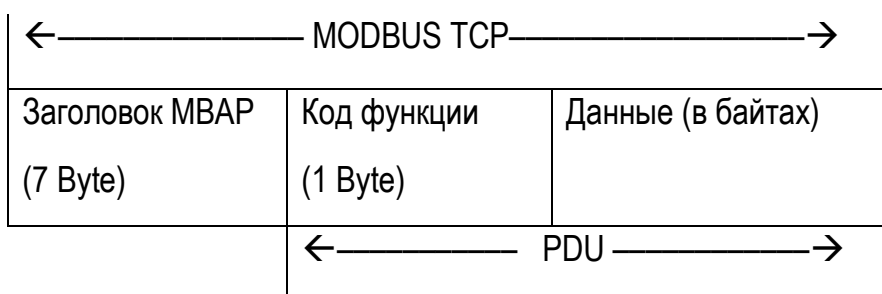 ←––––––––––––––– MODBUS TCP––––––––––––––––––→
Заголовок MBAP Код функции Данные (в байтах)
(7 Byte) (1 Byte)
←––––––––––– PDU ––––––––––––→